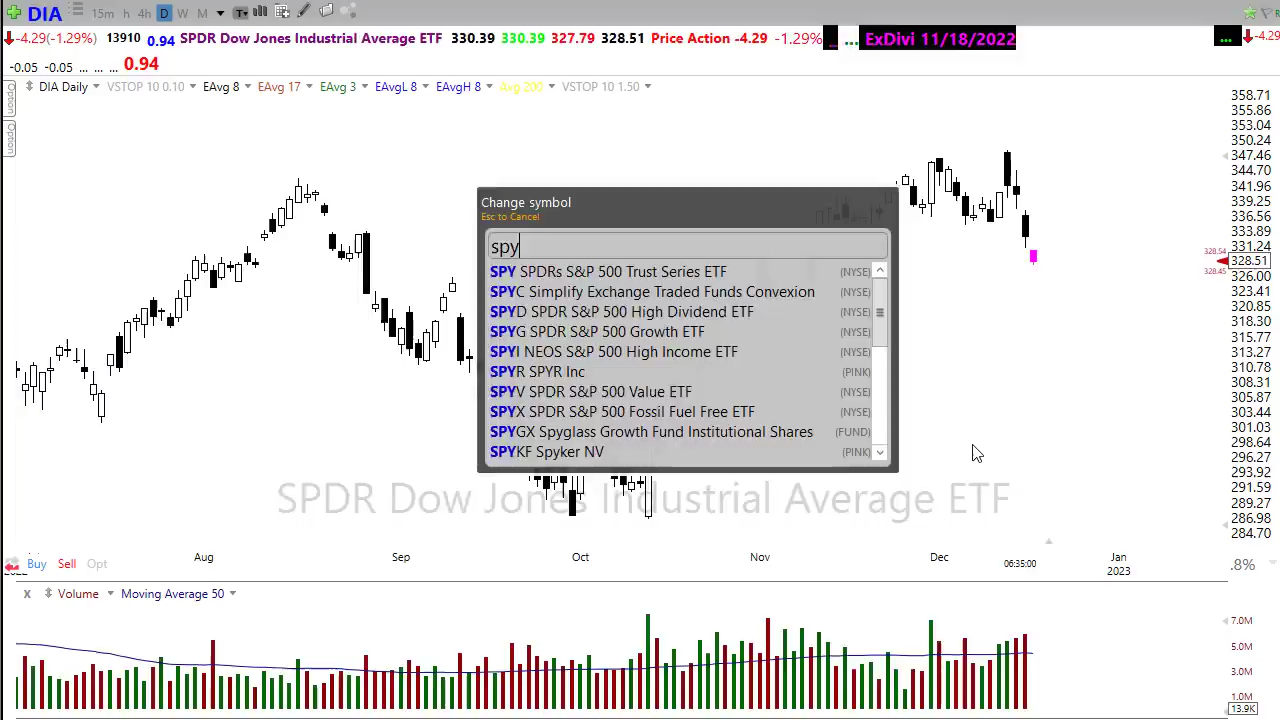 DIA 15m h 4h D W M T
-4.29(-1.29%) 13910 0.94 SPDR Dow Jones Industrial Average ETF 330.39 330.39 327.79 328.51 Price Action -4.29 -1.29% ... ExDivi 11/18/2022 ... -4.29
-0.05 -0.05 ... ... 0.94
DIA Daily VSTOP 10 0.10 EAvg 8 EAvg 17 EAvg 3 EAvgL 8 EAvgH 8 Avg 200 VSTOP 10 1.50
Option
Option
358.71
355.86
353.04
350.24
347.46
344.70
341.96
339.25
336.56
333.89
331.24
328.54
328.51
328.45
326.00
323.41
320.85
318.30
315.77
313.27
310.78
308.31
305.87
303.44
301.03
298.64
296.27
293.92
291.59
289.27
286.98
284.70
Change symbol
Esc to Cancel
spy
SPY SPDRs S&P 500 Trust Series ETF (NYSE)
SPYC Simplify Exchange Traded Funds Convexion (NYSE)
SPYD SPDR S&P 500 High Dividend ETF (NYSE)
SPYG SPDR S&P 500 Growth ETF (NYSE)
SPYI NEOS S&P 500 High Income ETF (NYSE)
SPYR SPYR Inc (PINK)
SPYV SPDR S&P 500 Value ETF (NYSE)
SPYX SPDR S&P 500 Fossil Fuel Free ETF (NYSE)
SPYGX Spyglass Growth Fund Institutional Shares (FUND)
SPYKF Spyker NV (PINK)
SPDR Dow Jones Industrial Average ETF
Aug Sep Oct Nov Dec Jan
06:35:00 2023
Buy Sell Opt .8%
X Volume Moving Average 50
7.0M
5.0M
3.0M
1.0M
13.9K